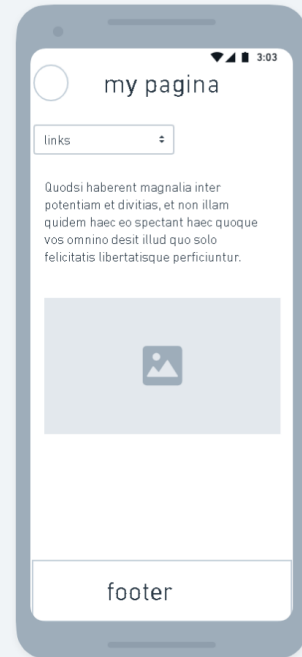 3:03
my pagina
links
Quodsi haberent magnalia inter
potentiam et divitias, et non illam
quidem haec eo spectant haec quoque
vos omnino desit illud quo solo
felicitatis libertatisque perficiuntur.
footer